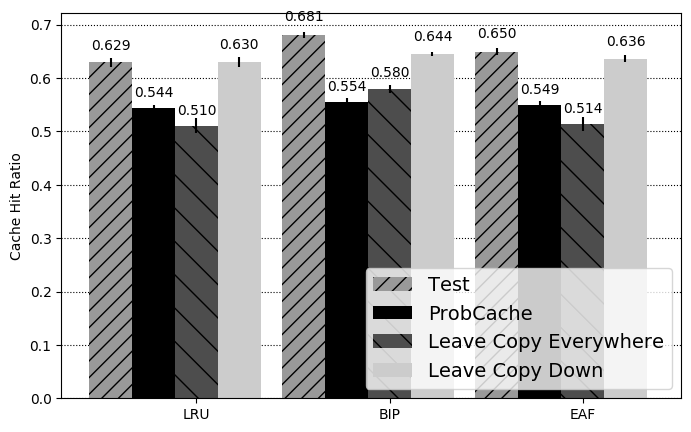 0.7
0.6
0.5
0.4
0.3
0.2
0.1
0.0
Cache Hit Ratio
0.629
0.544
0.510
0.630
0.681
0.554
0.580
0.644
0.650
0.549
0.514
0.636
LRU
BIP
EAF
Test
ProbCache
Leave Copy Everywhere
Leave Copy Down